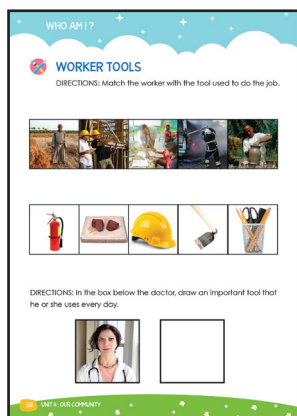 WHO AM I?
WORKER TOOLS
DIRECTIONS: Match the worker with the tool used to do the job.
DIRECTIONS: In the box below the doctor, draw an important tool that
he or she uses every day.
58 UNIT 4: OUR COMMUNITY